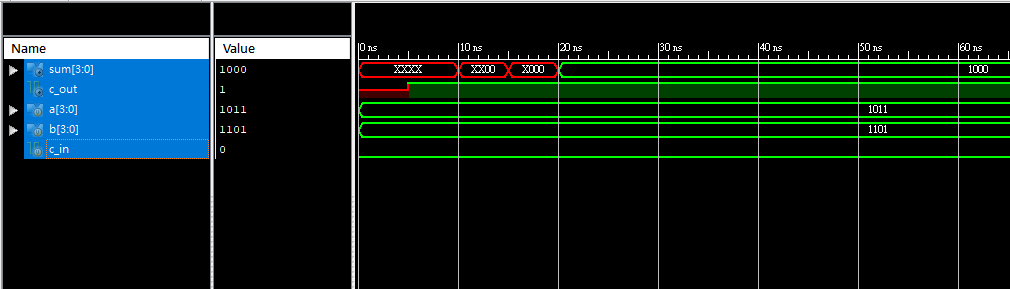 0 ns 10 ns 20 ns 30 ns 40 ns 50 ns 60 ns
Name Value
sum[3:0] 1000 XXXX XX00 X000 1000
c_out 1
a[3:0] 1011 1011
b[3:0] 1101 1101
c_in 0